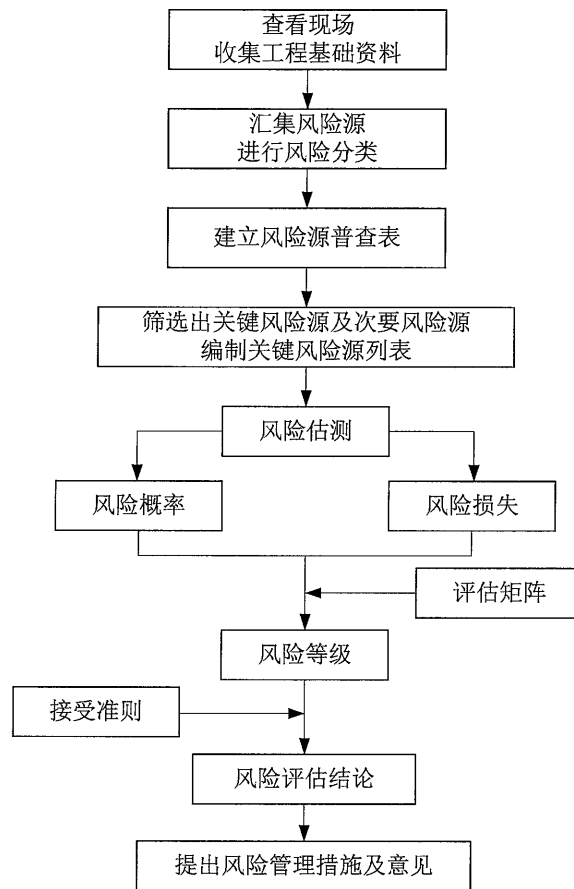 查看现场
收集工程基础资料
汇集风险源
进行风险分类
建立风险源普查表
筛选出关键风险源及次要风险源
编制关键风险源列表
风险估测
风险概率
风险损失
评估矩阵
风险等级
接受准则
风险评估结论
提出风险管理措施及意见